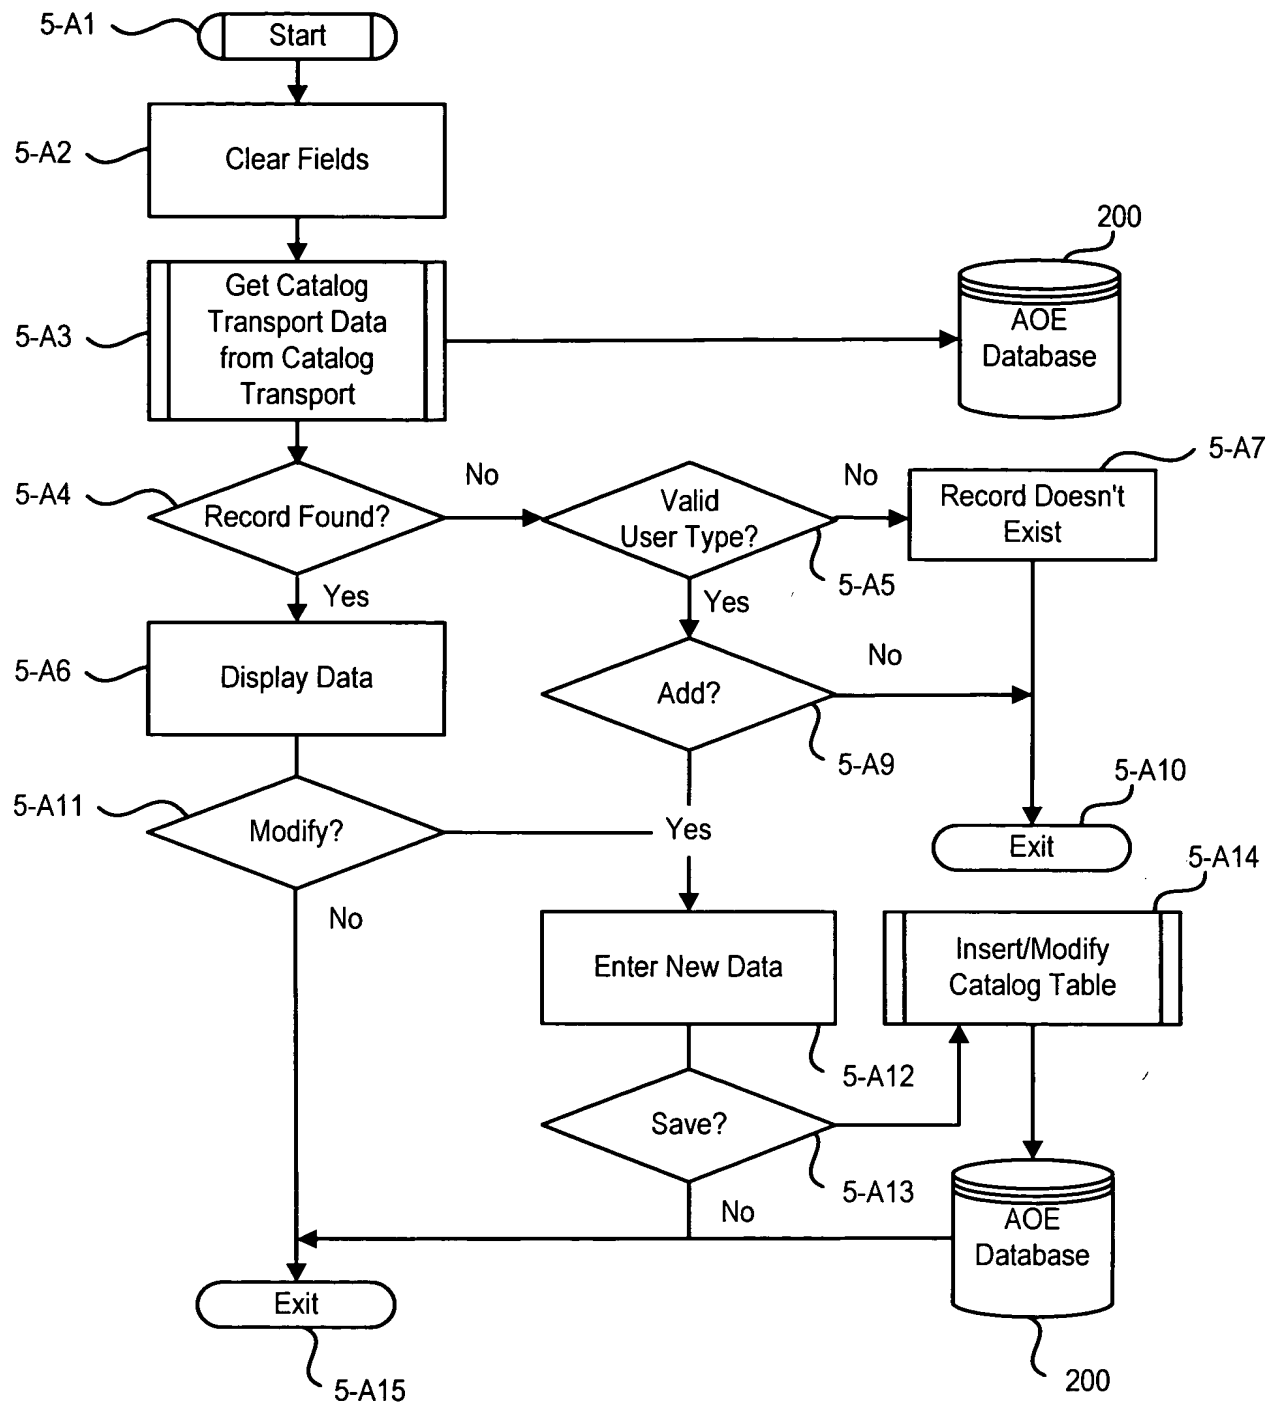 5-A1
Start
5-A2
Clear Fields
200
5-A3
Get Catalog
Transport Data
from Catalog
Transport
AOE
Database
5-A4
Record Found?
No
Valid
User Type?
No
5-A7
Record Doesn't
Exist
5-A5
Yes
Yes
5-A6
Display Data
Add?
No
5-A9
5-A10
Exit
5-A11
Modify?
Yes
No
5-A14
Insert/Modify
Catalog Table
Enter New Data
5-A12
Save?
5-A13
No
AOE
Database
200
Exit
5-A15